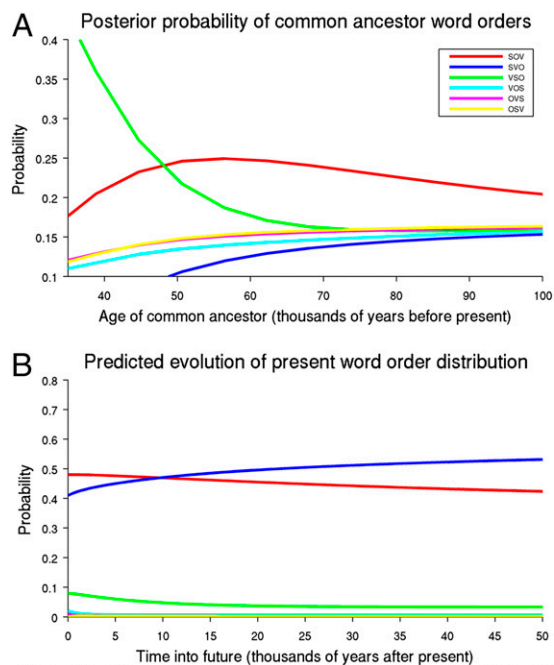 A
Posterior probability of common ancestor word orders
0.4
0.35
0.3
0.25
0.2
0.15
0.1
Probability
SOV
SVO
VSO
VOS
OVS
OSV
40 50 60 70 80 90 100
Age of common ancestor (thousands of years before present)
B
Predicted evolution of present word order distribution
0.8
0.7
0.6
0.5
0.4
0.3
0.2
0.1
0
Probability
0 5 10 15 20 25 30 35 40 45 50
Time into future (thousands of years after present)